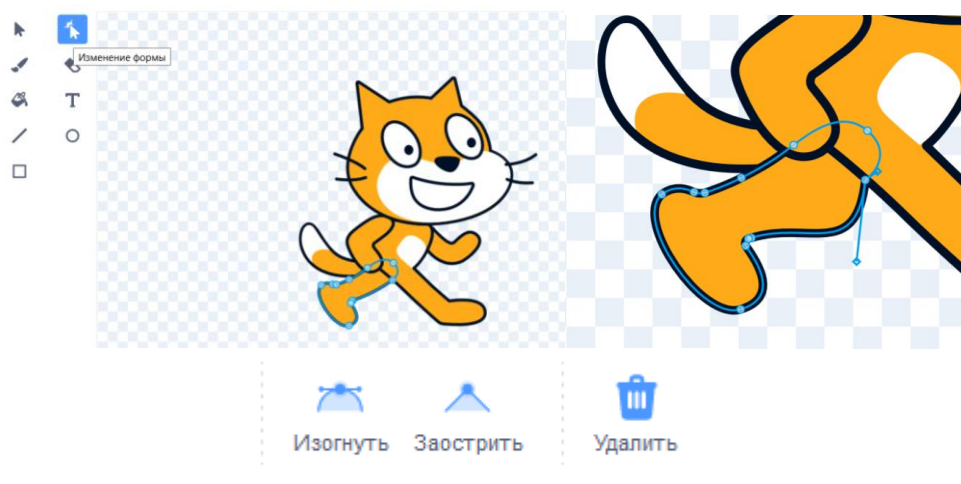 Изменение формы
T
Изогнуть
Заострить
Удалить